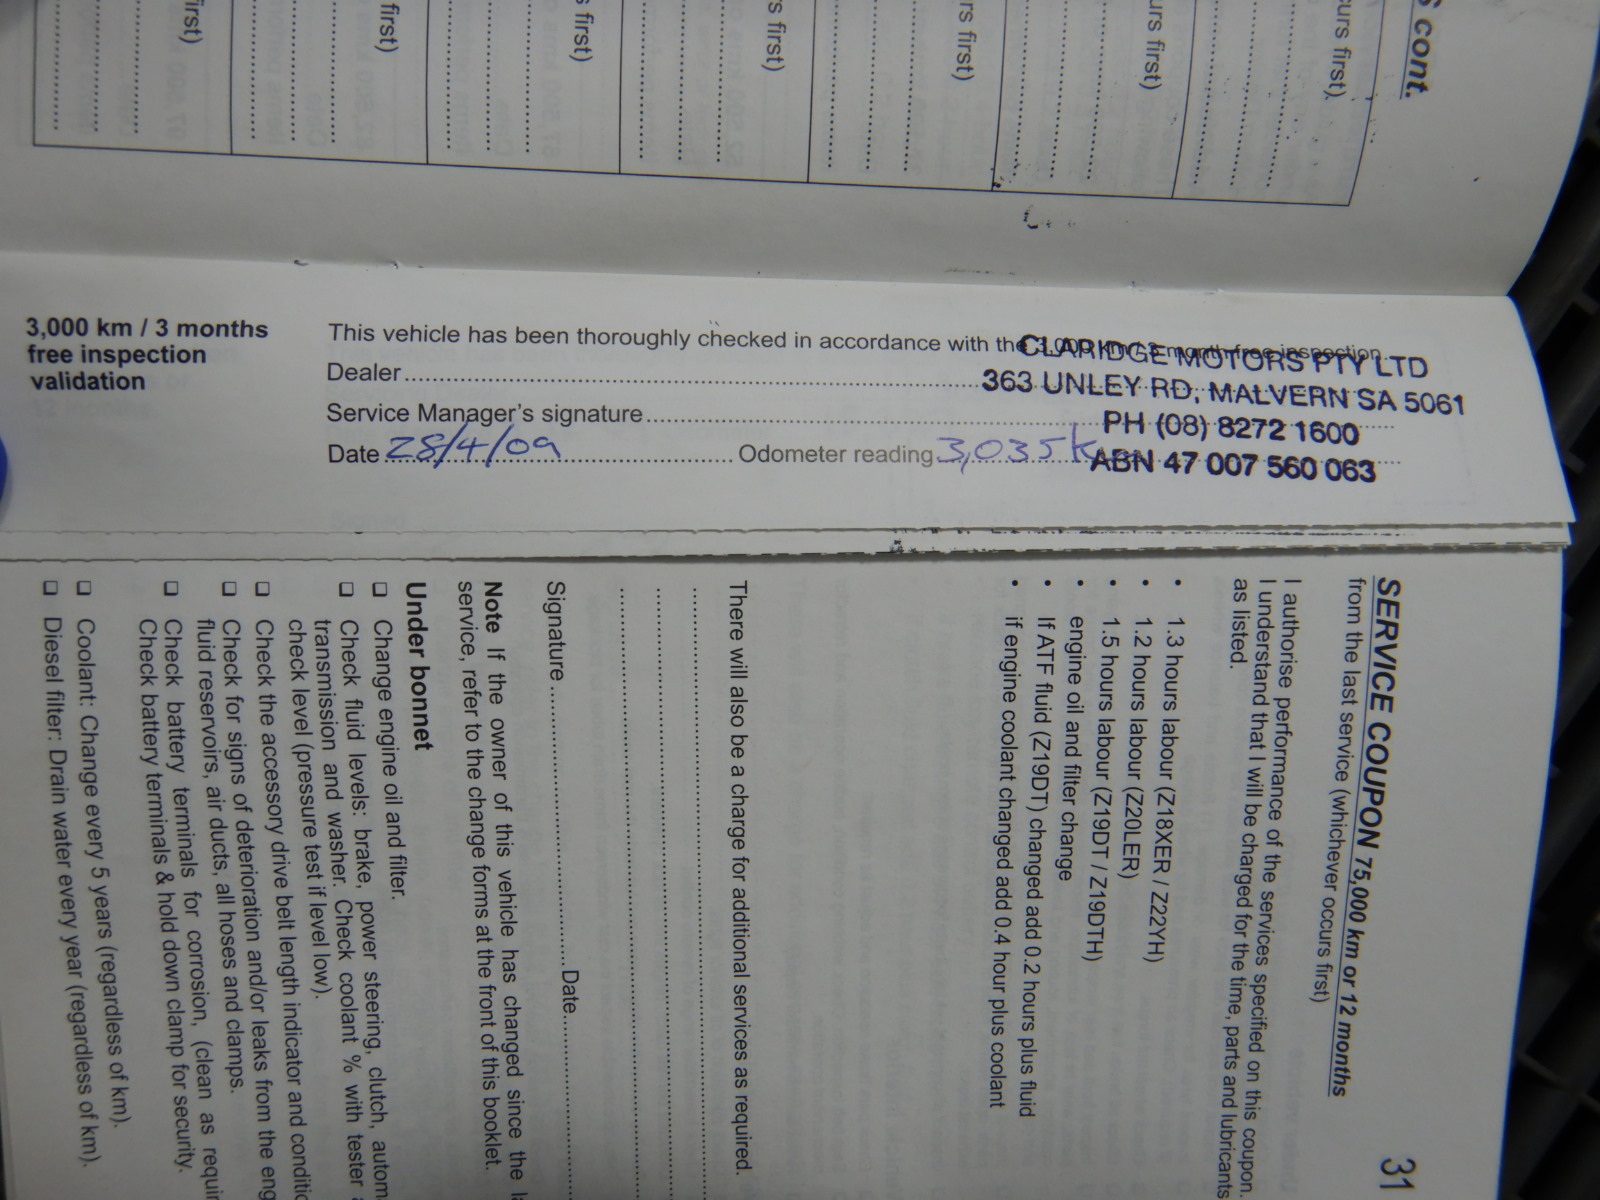 S cont.
curs first)
urs first)
rs first)
s first)
s first)
first)
first)
3,000 km / 3 months
free inspection
validation
This vehicle has been thoroughly checked in accordance with the 3,000 km / 3 month free inspection.
Dealer
Service Manager's signature
Date 28/4/09 Odometer reading 3,035k
CLARIDGE MOTORS PTY LTD
363 UNLEY RD, MALVERN SA 5061
PH (08) 8272 1600
ABN 47 007 560 063
31
SERVICE COUPON 75,000 km or 12 months
from the last service (whichever occurs first)
I authorise performance of the services specified on this coupon.
I understand that I will be charged for the time, parts and lubricants
as listed.
• 1.3 hours labour (Z18XER / Z22YH)
• 1.2 hours labour (Z20LER)
• 1.5 hours labour (Z19DT / Z19DTH)
• engine oil and filter change
• If ATF fluid (Z19DT) changed add 0.2 hours plus fluid
• if engine coolant changed add 0.4 hour plus coolant
There will also be a charge for additional services as required.
Signature Date
Note If the owner of this vehicle has changed since the la
service, refer to the change forms at the front of this booklet.
Under bonnet
❑ Change engine oil and filter.
❑ Check fluid levels: brake, power steering, clutch, autom
transmission and washer. Check coolant % with tester a
check level (pressure test if level low).
❑ Check the accessory drive belt length indicator and conditio
❑ Check for signs of deterioration and/or leaks from the eng
fluid reservoirs, air ducts, all hoses and clamps.
❑ Check battery terminals for corrosion, (clean as requir
Check battery terminals & hold down clamp for security.
❑ Coolant: Change every 5 years (regardless of km).
❑ Diesel filter: Drain water every year (regardless of km).